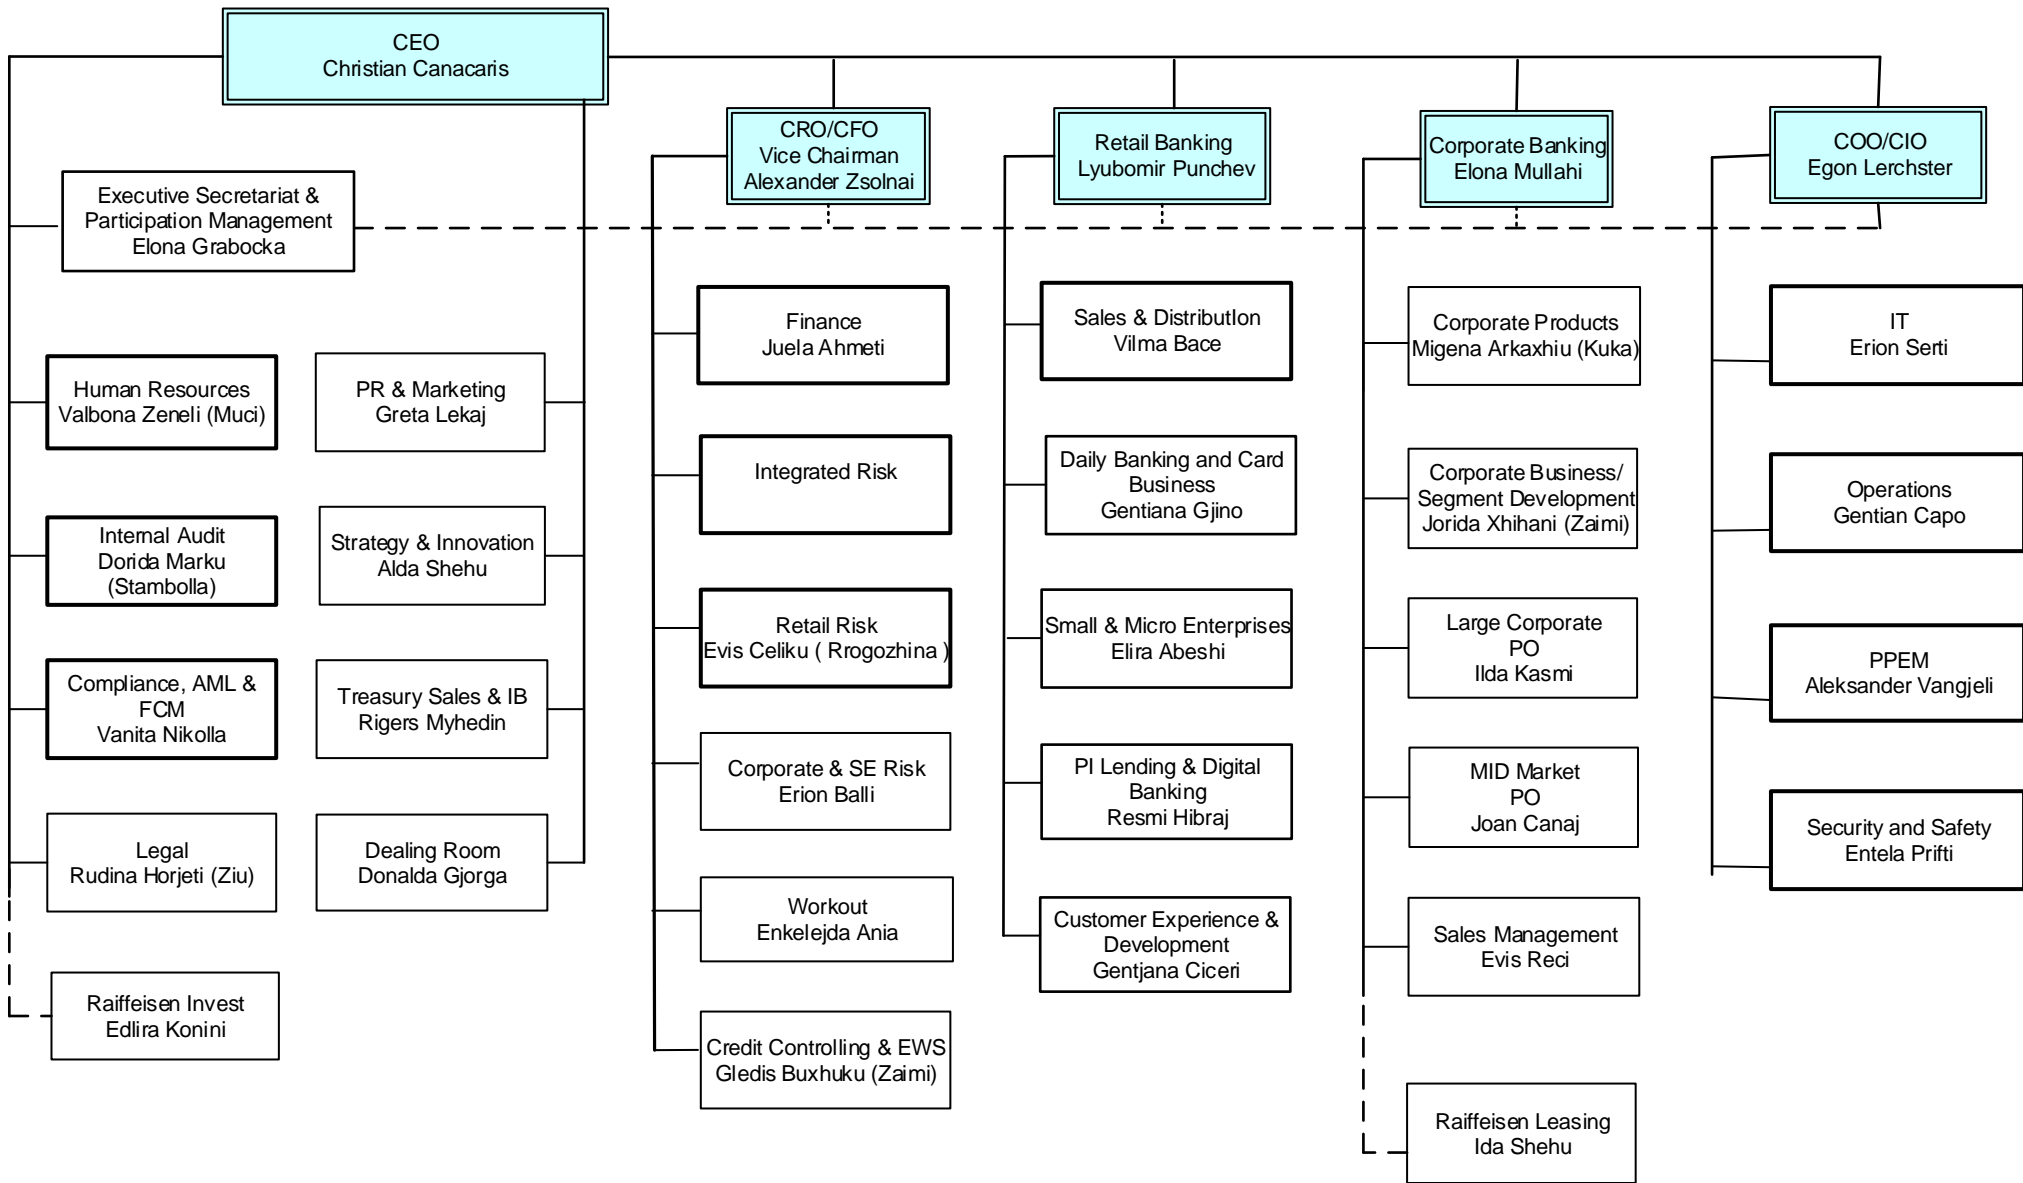 CEO
Christian Canacaris
CRO/CFO
Vice Chairman
Alexander Zsolnai
Retail Banking
Lyubomir Punchev
Corporate Banking
Elona Mullahi
COO/CIO
Egon Lerchster
Executive Secretariat &
Participation Management
Elona Grabocka
Human Resources
Valbona Zeneli (Muci)
Internal Audit
Dorida Marku
(Stambolla)
Compliance, AML &
FCM
Vanita Nikolla
Legal
Rudina Horjeti (Ziu)
Raiffeisen Invest
Edlira Konini
PR & Marketing
Greta Lekaj
Strategy & Innovation
Alda Shehu
Treasury Sales & IB
Rigers Myhedin
Dealing Room
Donalda Gjorga
Finance
Juela Ahmeti
Integrated Risk
Retail Risk
Evis Celiku ( Rrogozhina )
Corporate & SE Risk
Erion Balli
Workout
Enkelejda Ania
Credit Controlling & EWS
Gledis Buxhuku (Zaimi)
Sales & DistributIon
Vilma Bace
Daily Banking and Card
Business
Gentiana Gjino
Small & Micro Enterprises
Elira Abeshi
PI Lending & Digital
Banking
Resmi Hibraj
Customer Experience &
Development
Gentjana Ciceri
Corporate Products
Migena Arkaxhiu (Kuka)
Corporate Business/
Segment Development
Jorida Xhihani (Zaimi)
Large Corporate
PO
Ilda Kasmi
MID Market
PO
Joan Canaj
Sales Management
Evis Reci
Raiffeisen Leasing
Ida Shehu
IT
Erion Serti
Operations
Gentian Capo
PPEM
Aleksander Vangjeli
Security and Safety
Entela Prifti